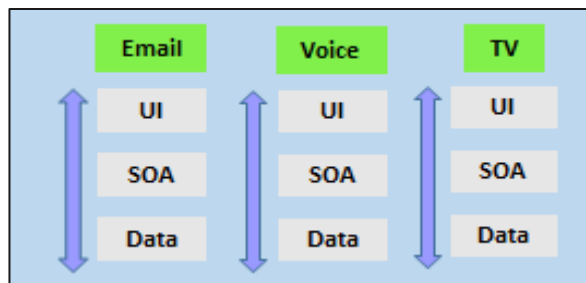 Email Voice TV
UI UI UI
SOA SOA SOA
Data Data Data